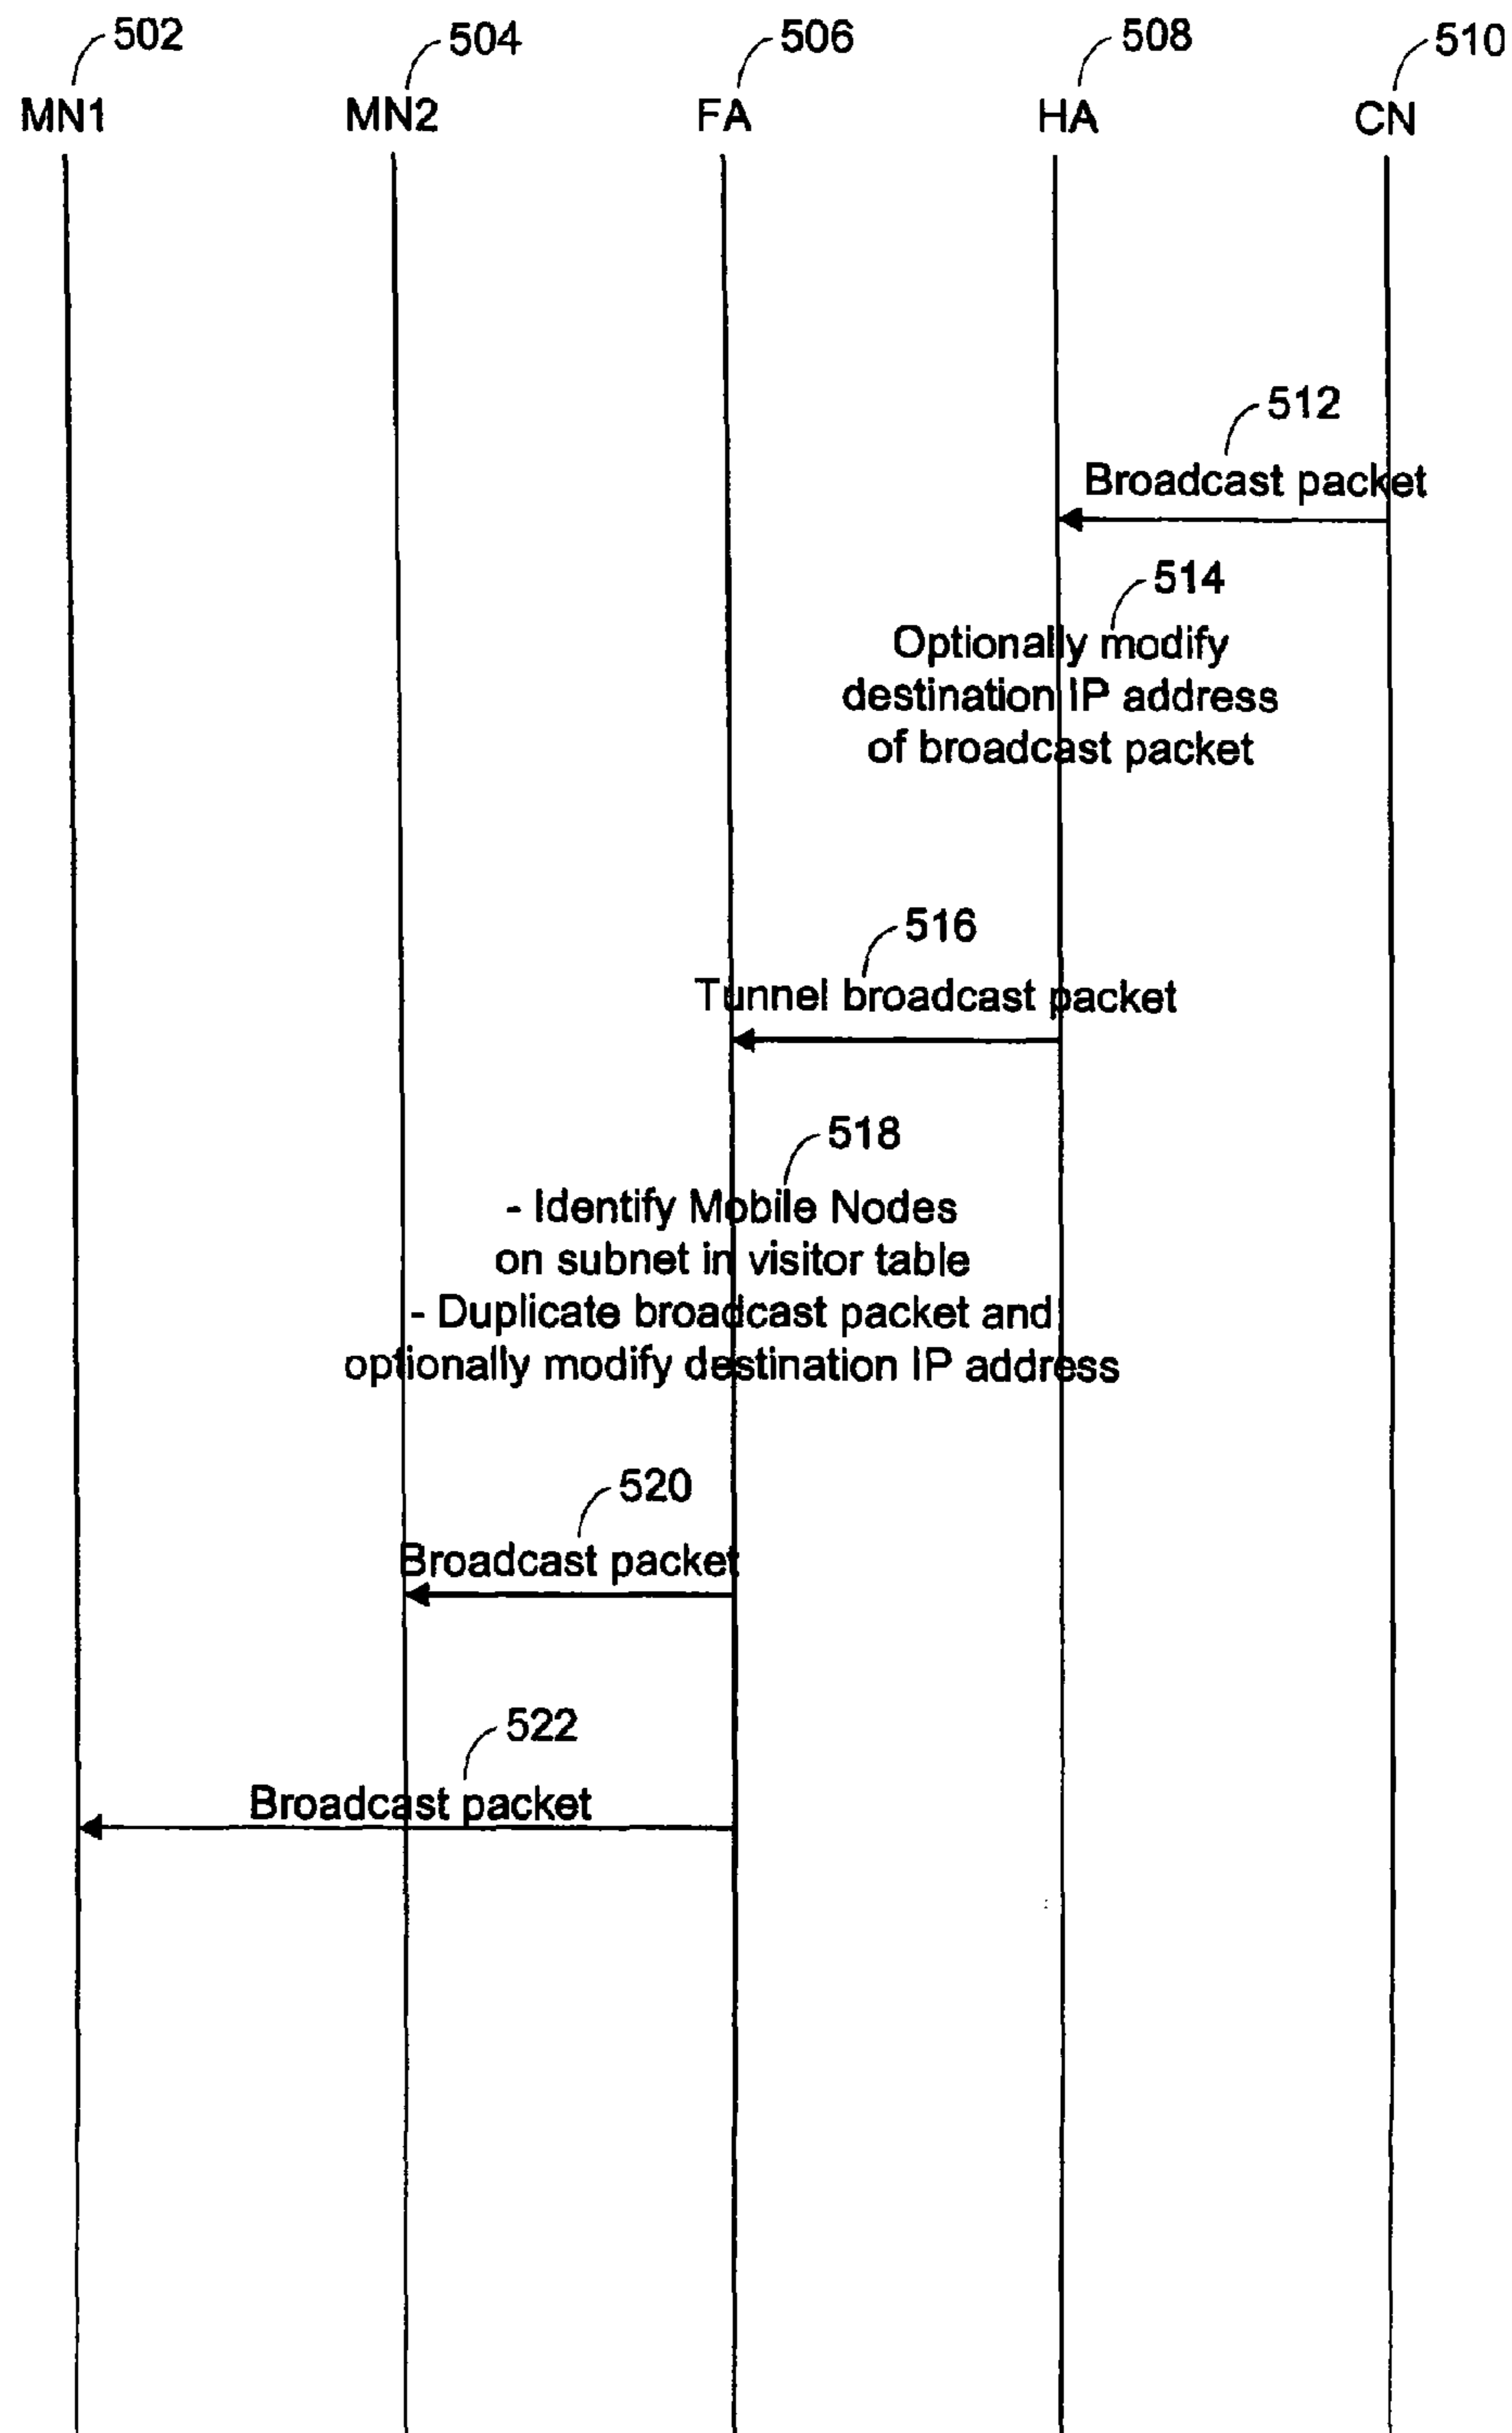 502 504 506 508 510
MN1 MN2 FA HA CN
512
Broadcast packet
514
Optionally modify
destination IP address
of broadcast packet
516
Tunnel broadcast packet
518
- Identify Mobile Nodes
on subnet in visitor table
- Duplicate broadcast packet and
optionally modify destination IP address
520
Broadcast packet
522
Broadcast packet